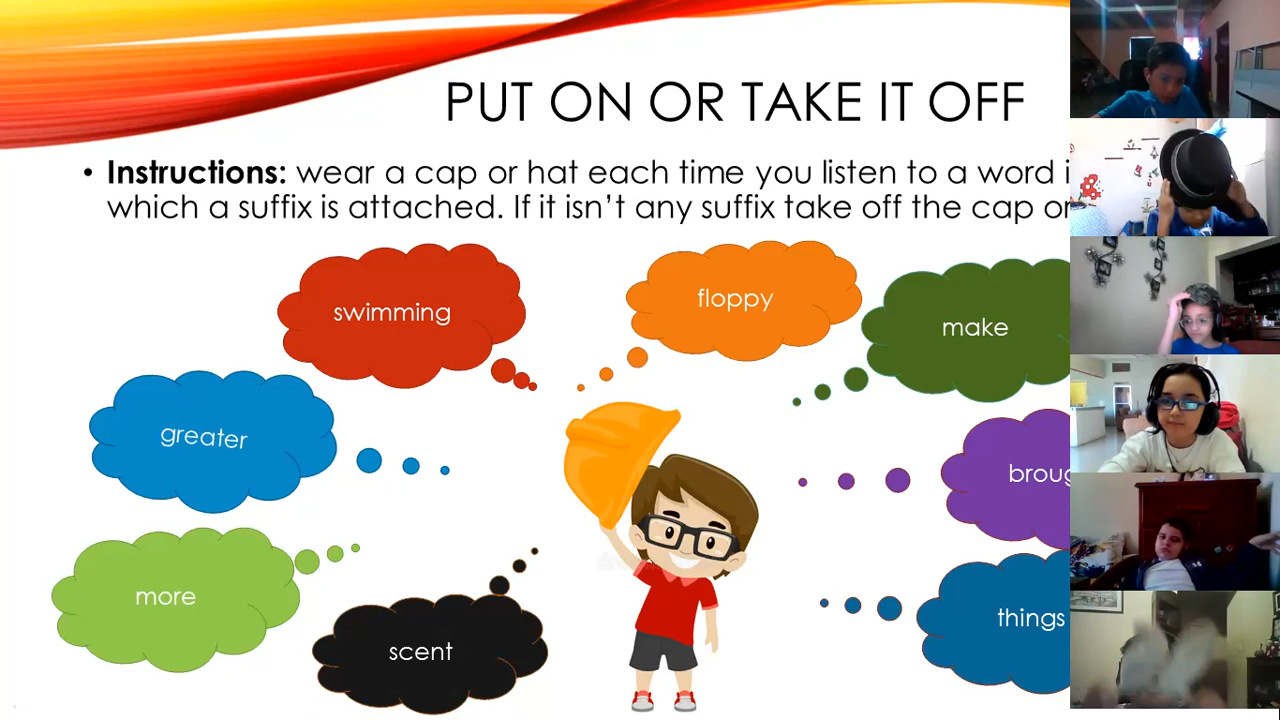 PUT ON OR TAKE IT OFF
• Instructions: wear a cap or hat each time you listen to a word i
which a suffix is attached. If it isn't any suffix take off the cap or
swimming
floppy
make
greater
broug
more
things
scent